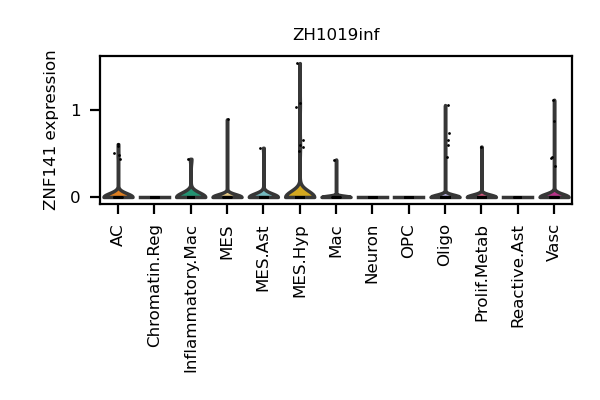 ZH1019inf
ZNF141 expression
1
0
AC
Chromatin.Reg
Inflammatory.Mac
MES
MES.Ast
MES.Hyp
Mac
Neuron
OPC
Oligo
Prolif.Metab
Reactive.Ast
Vasc